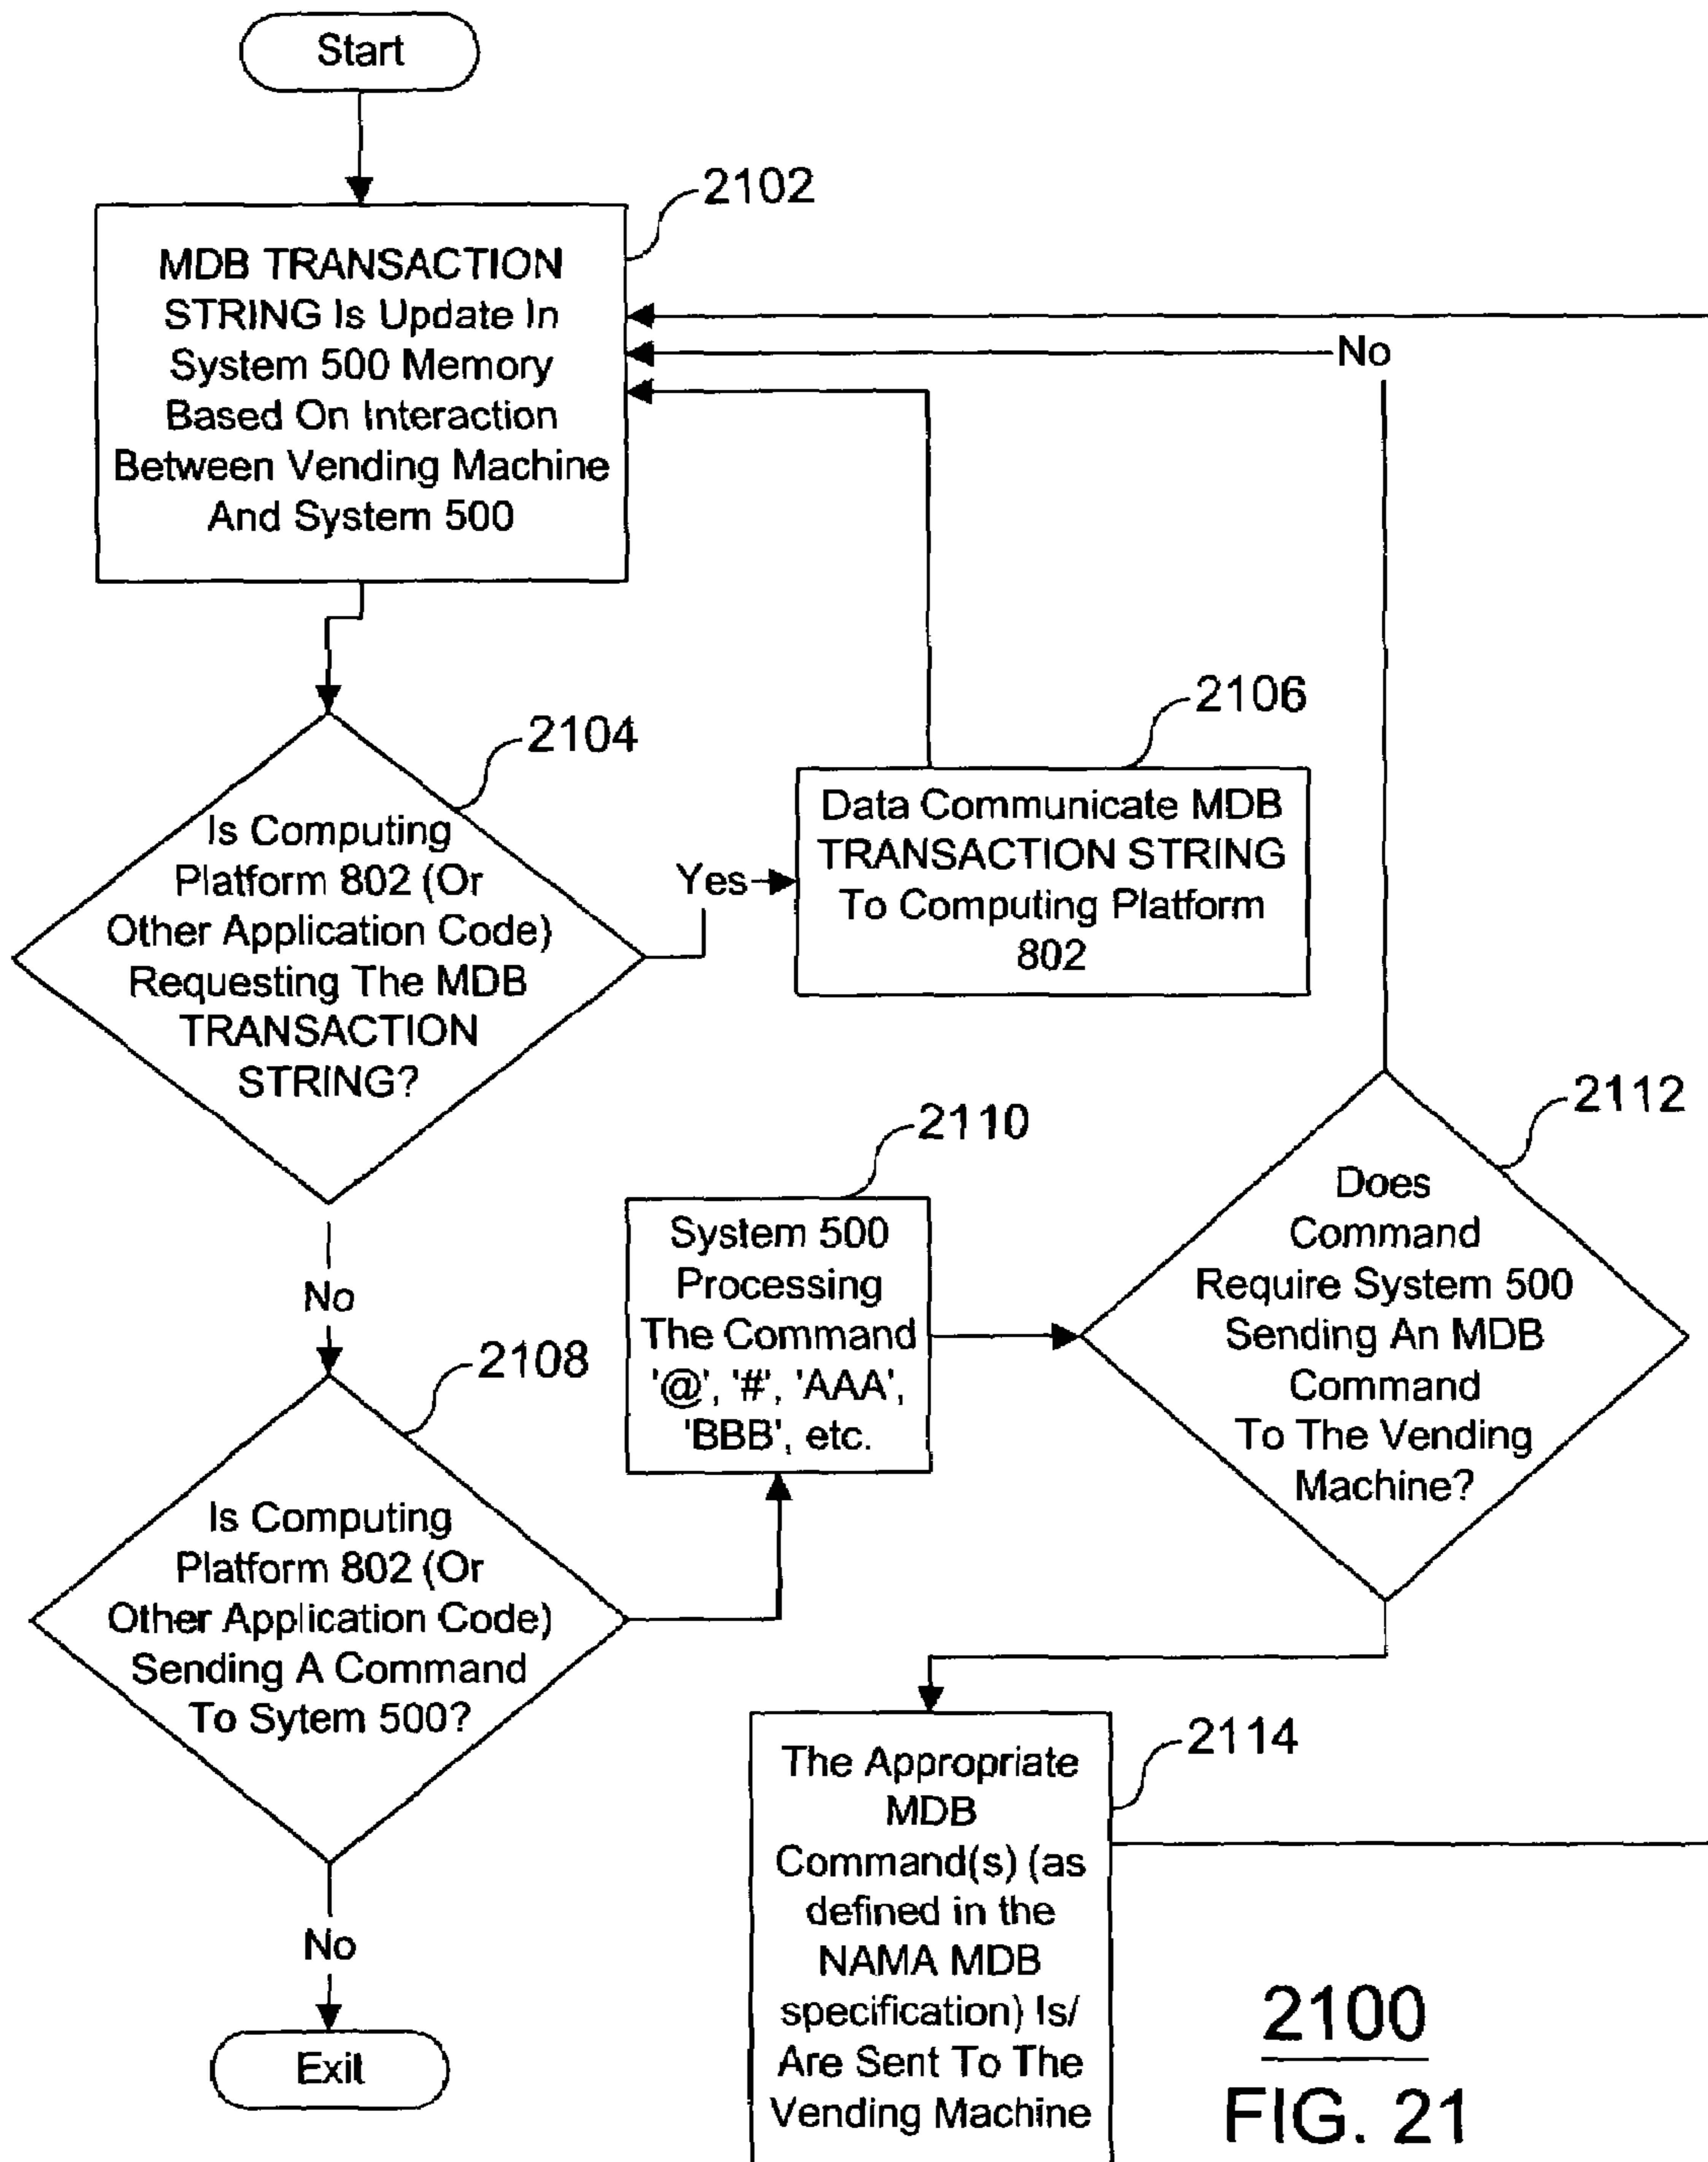 Start
2102
MDB TRANSACTION
STRING Is Update In
System 500 Memory
Based On Interaction
Between Vending Machine
And System 500
No
2104
Is Computing
Platform 802 (Or
Other Application Code)
Requesting The MDB
TRANSACTION
STRING?
Yes
2106
Data Communicate MDB
TRANSACTION STRING
To Computing Platform
802
No
2108
Is Computing
Platform 802 (Or
Other Application Code)
Sending A Command
To Sytem 500?
2110
System 500
Processing
The Command
'@', '#', 'AAA',
'BBB', etc.
2112
Does
Command
Require System 500
Sending An MDB
Command
To The Vending
Machine?
No
Exit
2114
The Appropriate
MDB
Command(s) (as
defined in the
NAMA MDB
specification) Is/
Are Sent To The
Vending Machine
2100
FIG. 21